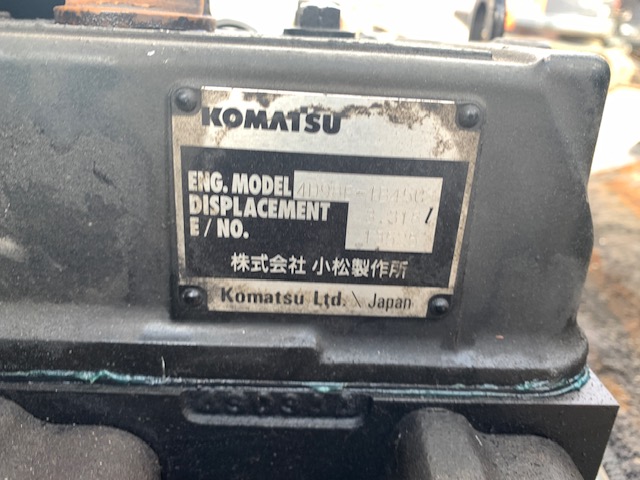 KOMATSU
ENG. MODEL
DISPLACEMENT l
E / NO.
株式会社 小松製作所
Komatsu Ltd. \ Japan